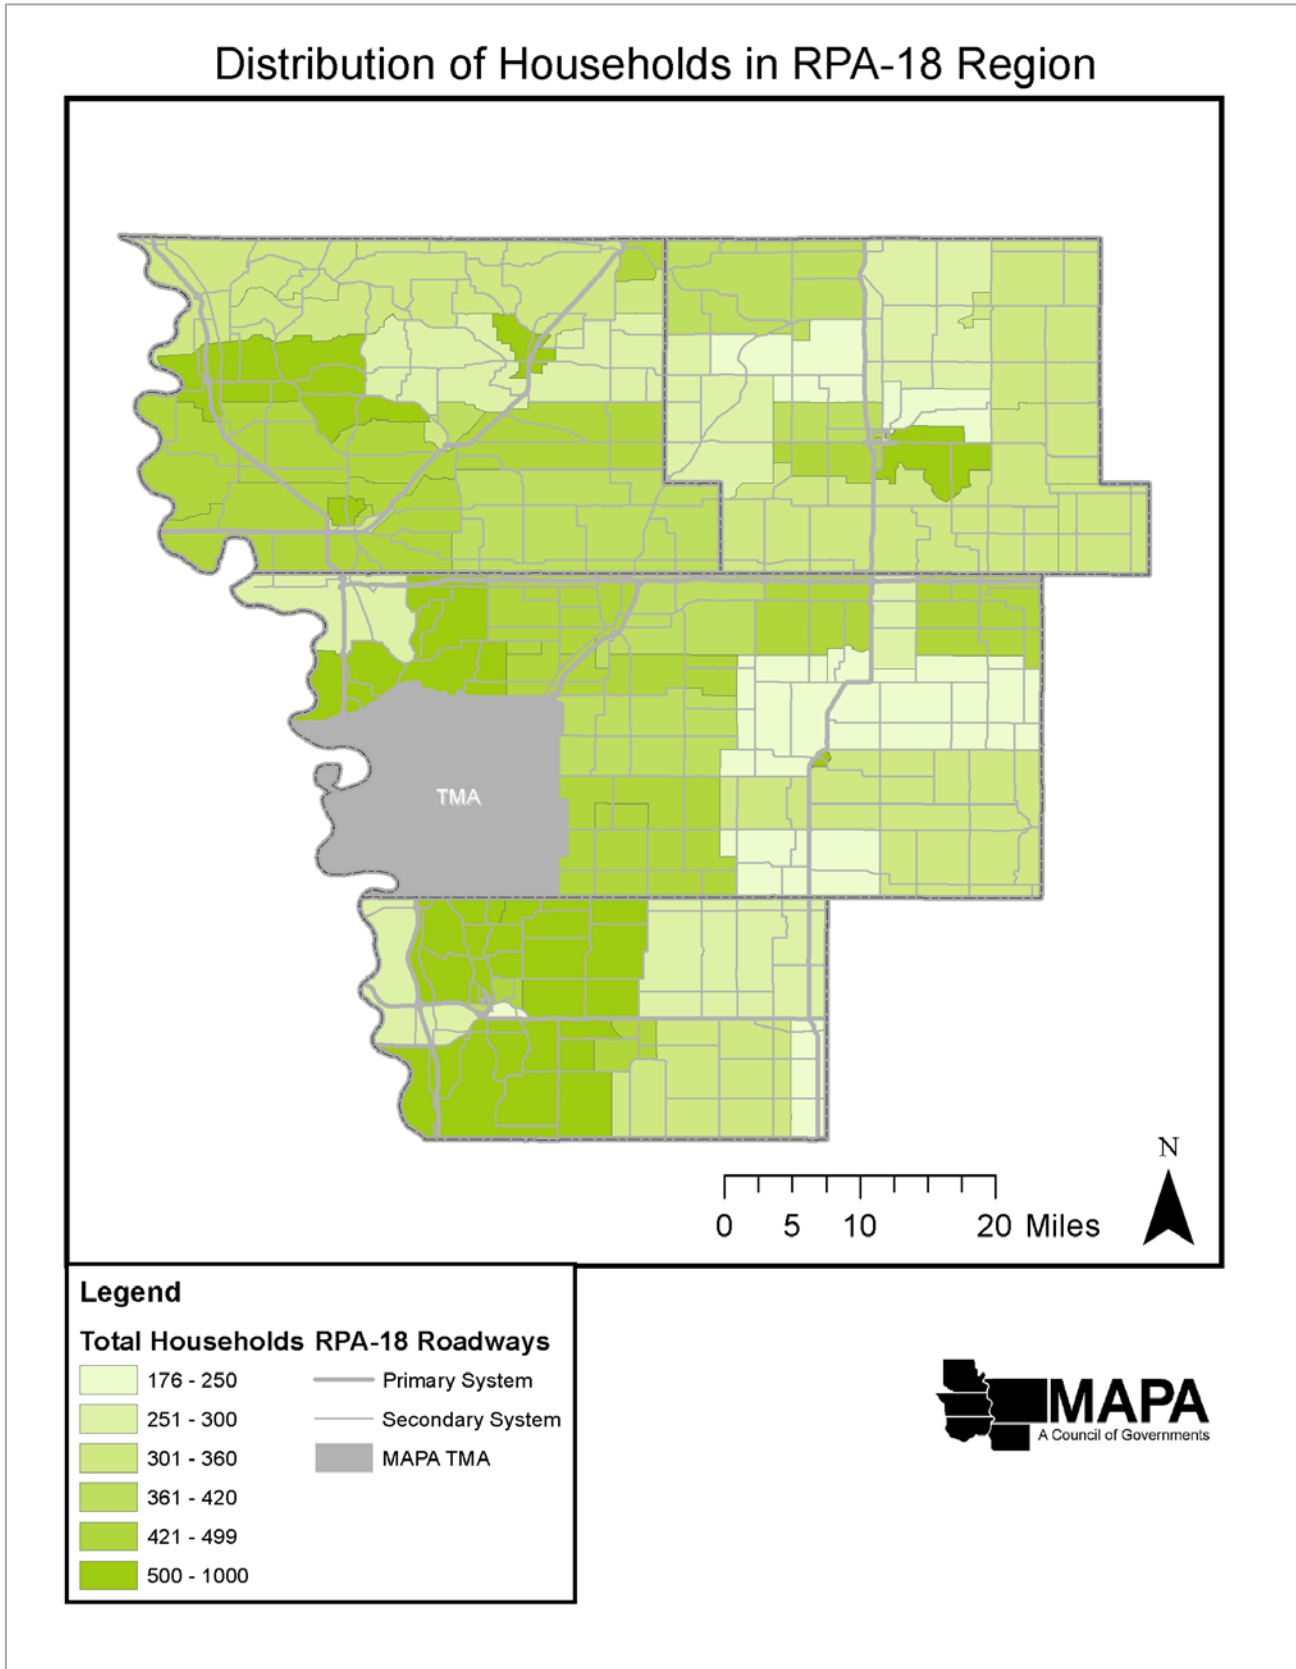 Distribution of Households in RPA-18 Region
TMA
N
0 5 10 20 Miles
Legend
Total Households RPA-18 Roadways
176 - 250 Primary System
251 - 300 Secondary System
301 - 360 MAPA TMA
361 - 420
421 - 499
500 - 1000
MAPA
A Council of Governments